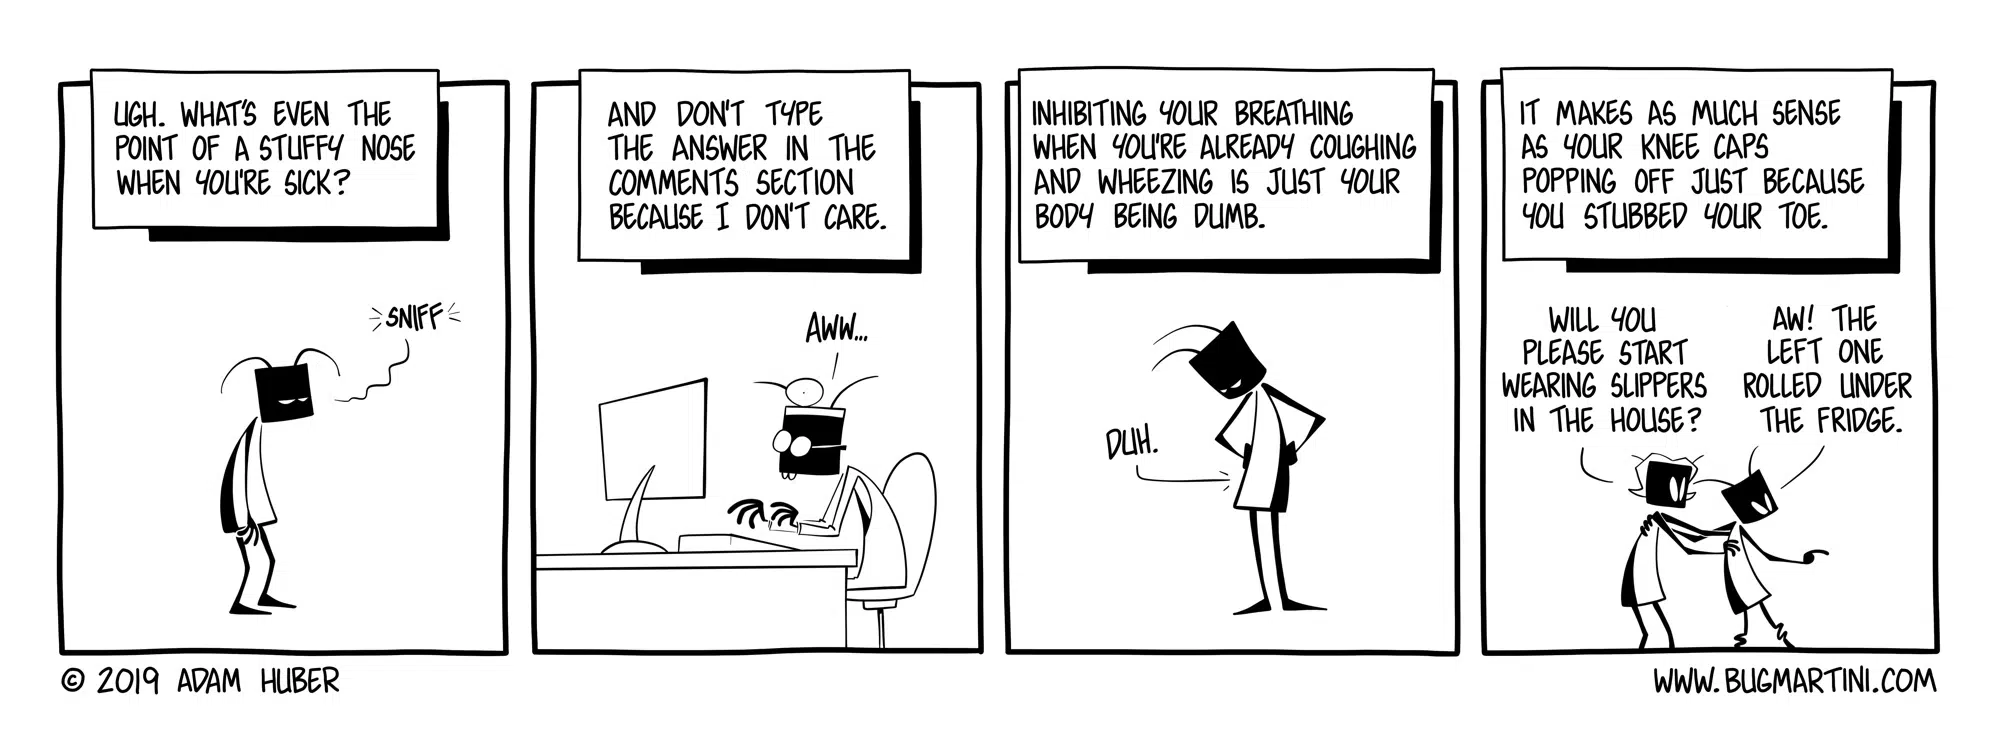 UGH. WHAT'S EVEN THE
POINT OF A STUFFY NOSE
WHEN YOU'RE SICK?
SNIFF
AND DON'T TYPE
THE ANSWER IN THE
COMMENTS SECTION
BECAUSE I DON'T CARE.
AWW...
INHIBITING YOUR BREATHING
WHEN YOU'RE ALREADY COUGHING
AND WHEEZING IS JUST YOUR
BODY BEING DUMB.
DUH.
IT MAKES AS MUCH SENSE
AS YOUR KNEE CAPS
POPPING OFF JUST BECAUSE
YOU STUBBED YOUR TOE.
WILL YOU
PLEASE START
WEARING SLIPPERS
IN THE HOUSE?
AW! THE
LEFT ONE
ROLLED UNDER
THE FRIDGE.
© 2019 ADAM HUBER
WWW.BUGMARTINI.COM